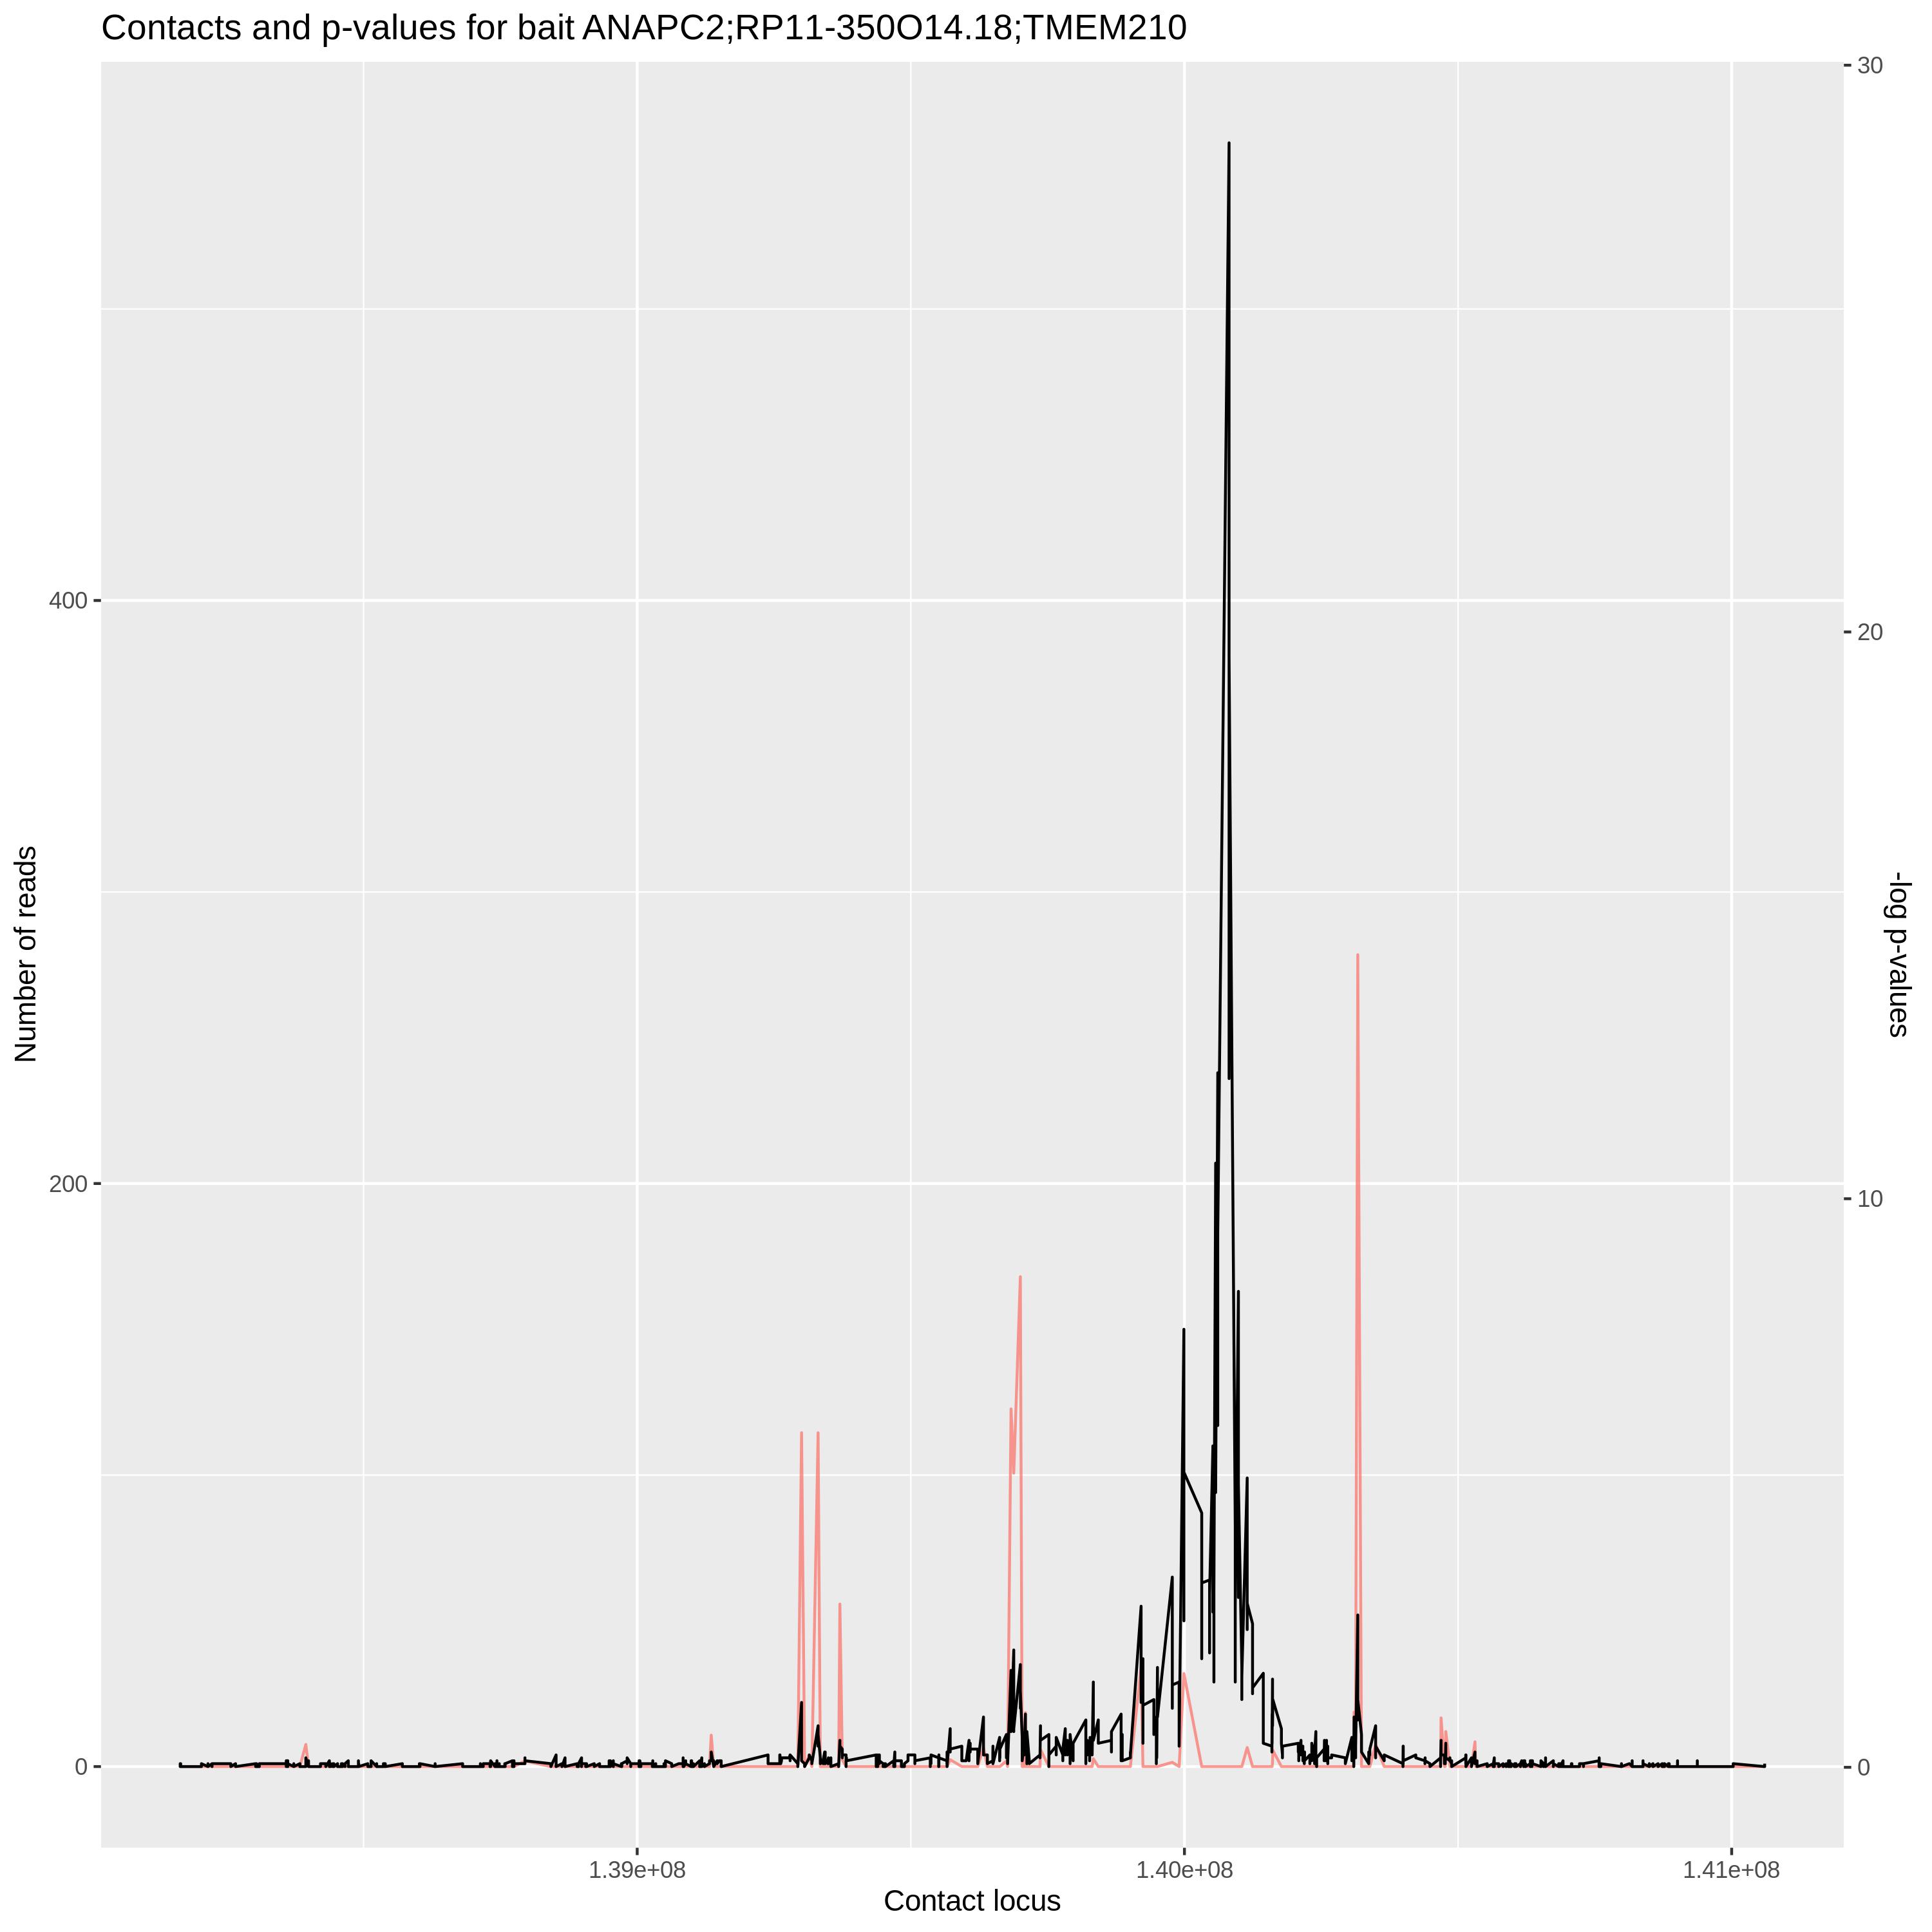 Contacts and p-values for bait ANAPC2;RP11-350O14.18;TMEM210
30
400
20
Number of reads
-log p-values
200
10
0
0
1.39e+08
1.40e+08
1.41e+08
Contact locus